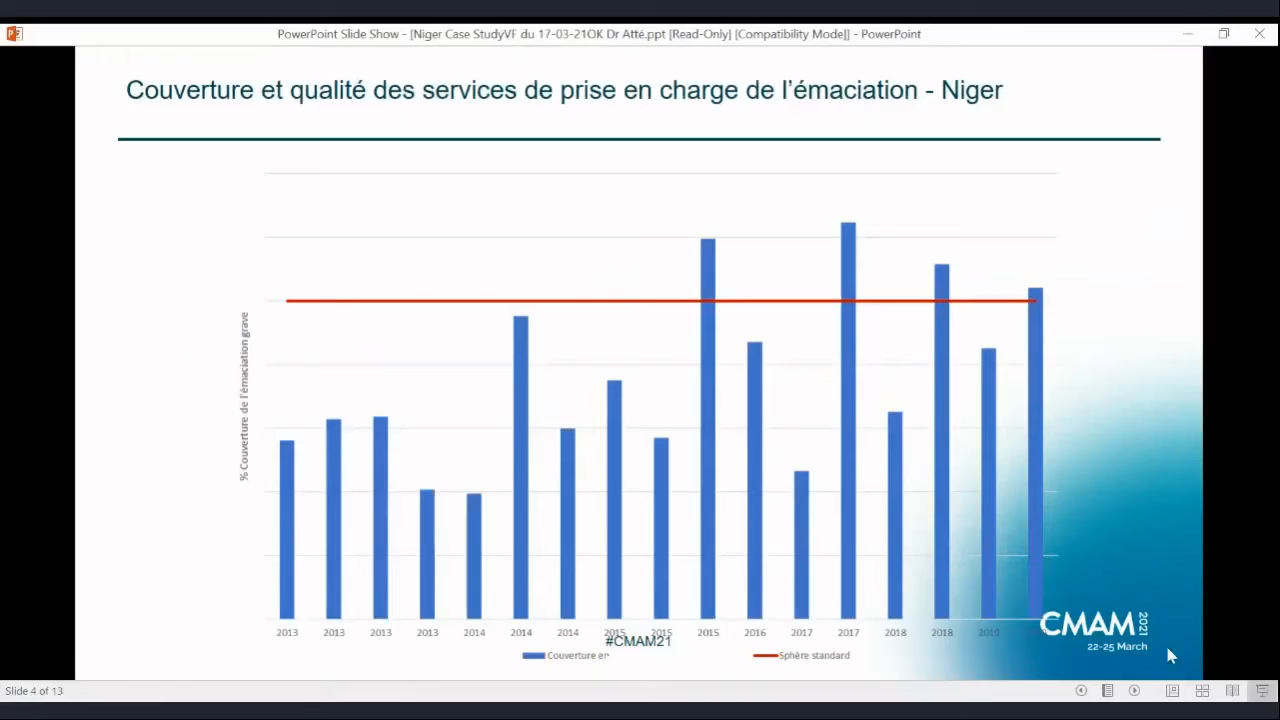 PowerPoint Slide Show - [Niger Case StudyVF du 17-03-21OK Dr Atté.ppt [Read-Only] [Compatibility Mode]] - PowerPoint
Couverture et qualité des services de prise en charge de l'émaciation - Niger
% Couverture de l'émaciation grave
2013 2013 2013 2013 2014 2014 2014 2015 2015 2015 2016 2017 2017 2018 2018 2019
#CMAM21
Couverture er
Sphère standard
CMAM 2021
22-25 March
Slide 4 of 13